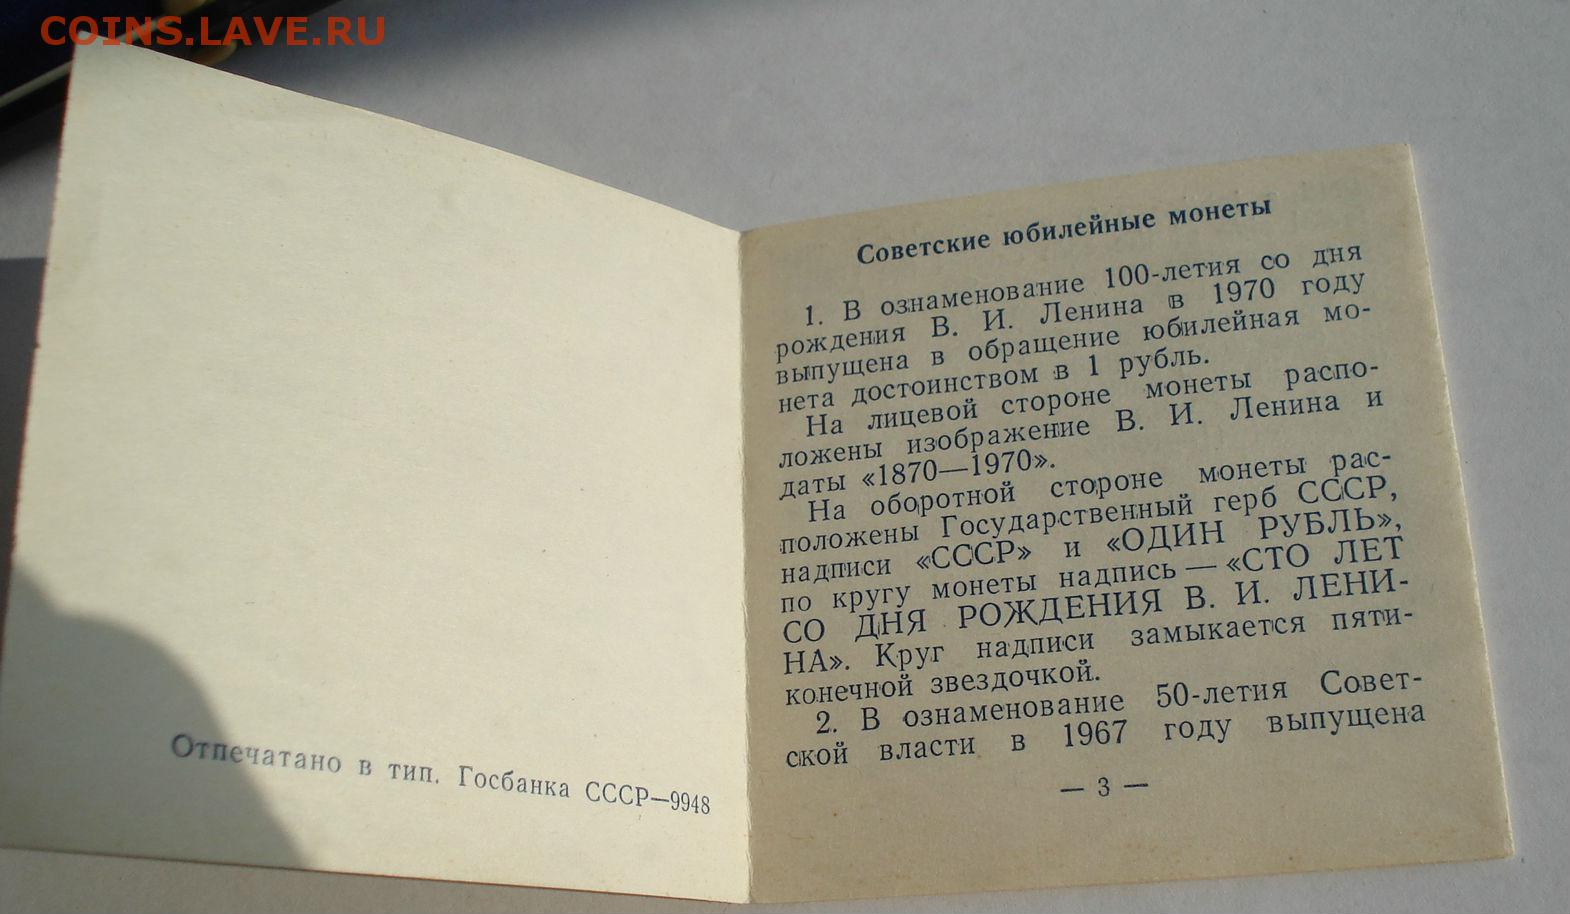 COINS.LAVE.RU
Отпечатано в тип. Госбанка СССР—9948
Советские юбилейные монеты
1. В ознаменование 100-летия со дня
рождения В. И. Ленина в 1970 году
выпущена в обращение юбилейная мо-
нета достоинством в 1 рубль.
На лицевой стороне монеты распо-
ложены изображение В. И. Ленина и
даты «1870—1970».
На оборотной стороне монеты рас-
положены Государственный герб СССР,
надписи «СССР» и «ОДИН РУБЛЬ»,
по кругу монеты надпись — «СТО ЛЕТ
СО ДНЯ РОЖДЕНИЯ В. И. ЛЕНИ-
НА». Круг надписи замыкается пяти-
конечной звездочкой.
2. В ознаменование 50-летия Совет-
ской власти в 1967 году выпущена
— 3 —